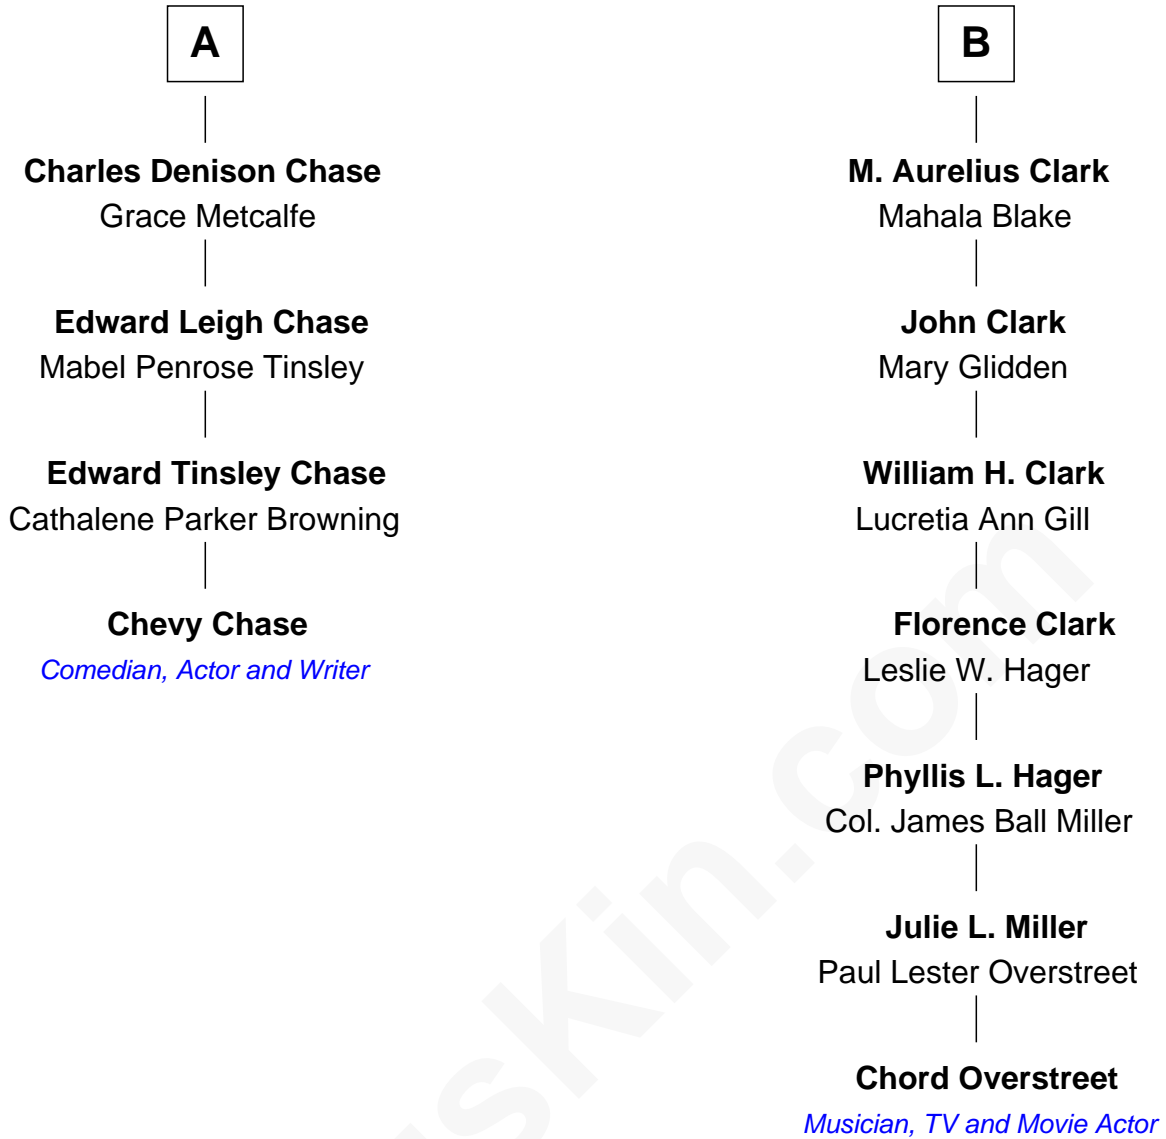 A
Charles Denison Chase
Grace Metcalfe
Edward Leigh Chase
Mabel Penrose Tinsley
Edward Tinsley Chase
Cathalene Parker Browning
Chevy Chase
Comedian, Actor and Writer
B
M. Aurelius Clark
Mahala Blake
John Clark
Mary Glidden
William H. Clark
Lucretia Ann Gill
Florence Clark
Leslie W. Hager
Phyllis L. Hager
Col. James Ball Miller
Julie L. Miller
Paul Lester Overstreet
Chord Overstreet
Musician, TV and Movie Actor
sKin.com